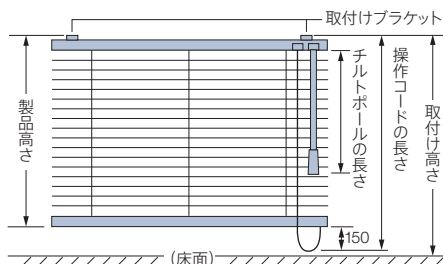 取付けブラケット
製品高さ
チルトポールの長さ
操作コードの長さ
取付け高さ
150
(床面)